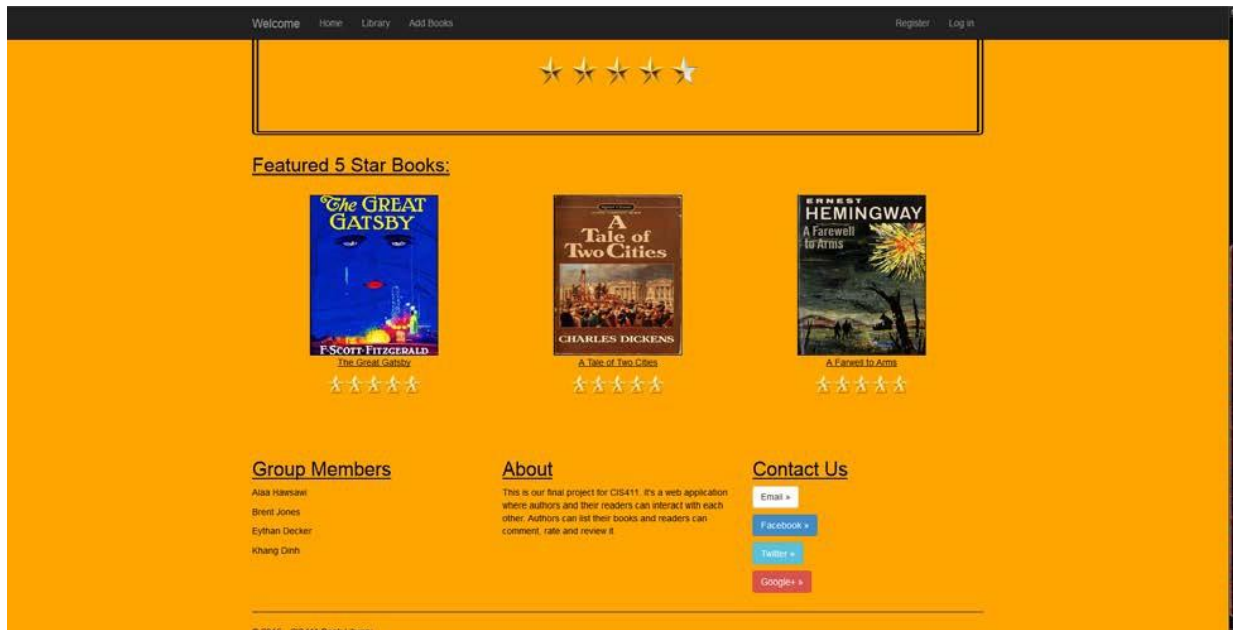 Welcome Home Library Add Books Register Log in
Featured 5 Star Books:
The GREAT
GATSBY
F·SCOTT·FITZGERALD
A
Tale of
Two Cities
CHARLES DICKENS
ERNEST
HEMINGWAY
A Farewell
to Arms
The Great Gatsby
A Tale of Two Cities
A Farwell to Arms
Group Members
Alaa Hawsawi
Brent Jones
Eythan Decker
Khang Dinh
About
This is our final project for CIS411. It's a web application
where authors and their readers can interact with each
other. Authors can list their books and readers can
comment, rate and review it
Contact Us
Email »
Facebook »
Twitter »
Google+ »